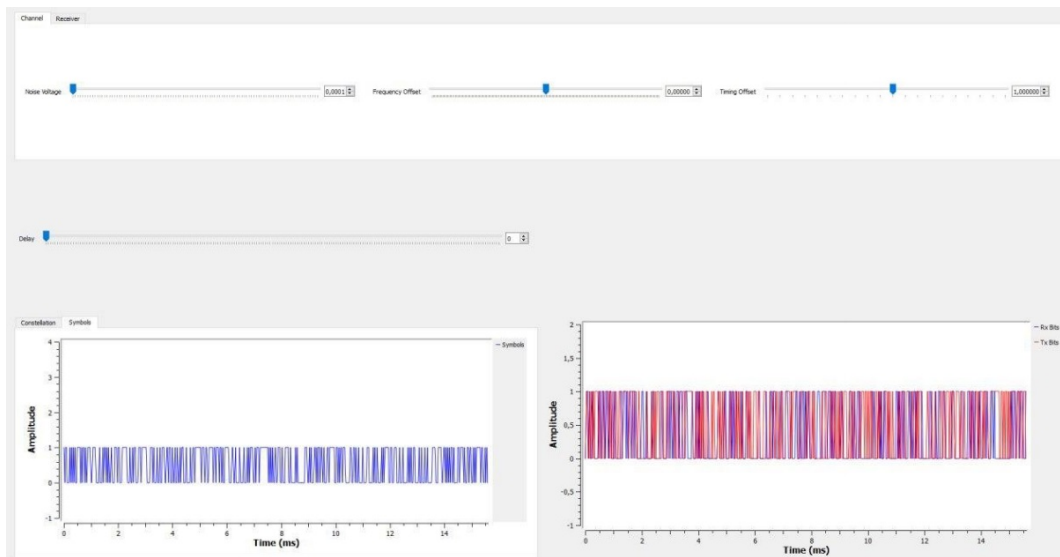 Channel Receiver
Noise Voltage 0,0001 Frequency Offset 0,00000 Timing Offset 1,000000
Delay 0
Constellation Symbols
4
3
2
1
0
-1
Amplitude
0 2 4 6 8 10 12 14
Time (ms)
Symbols
2
1,5
1
0,5
0
-0,5
-1
Amplitude
0 2 4 6 8 10 12 14
Time (ms)
Rx Bits
Tx Bits